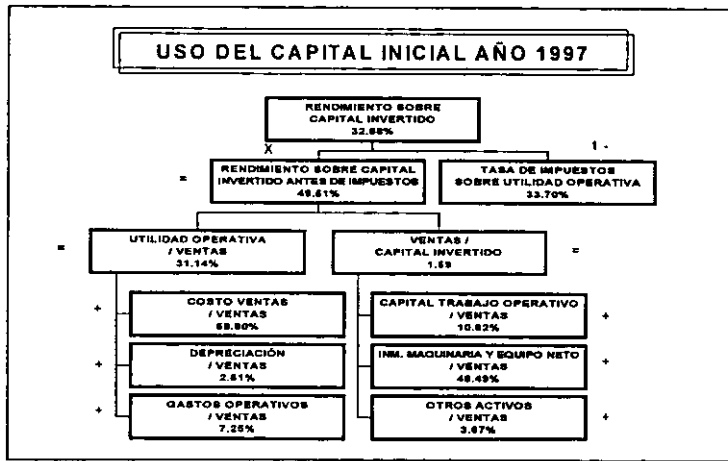 USO DEL CAPITAL INICIAL AÑO 1997
RENDIMIENTO SOBRE
CAPITAL INVERTIDO
32.88%
X
1 -
=
RENDIMIENTO SOBRE CAPITAL
INVERTIDO ANTES DE IMPUESTOS
49.61%
TASA DE IMPUESTOS
SOBRE UTILIDAD OPERATIVA
33.70%
=
UTILIDAD OPERATIVA
/ VENTAS
31.14%
VENTAS /
CAPITAL INVERTIDO
1.59
=
+
COSTO VENTAS
/ VENTAS
58.80%
CAPITAL TRABAJO OPERATIVO
/ VENTAS
10.62%
+
+
DEPRECIACIÓN
/ VENTAS
2.81%
INM. MAQUINARIA Y EQUIPO NETO
/ VENTAS
48.49%
+
+
GASTOS OPERATIVOS
/ VENTAS
7.25%
OTROS ACTIVOS
/ VENTAS
3.67%
+